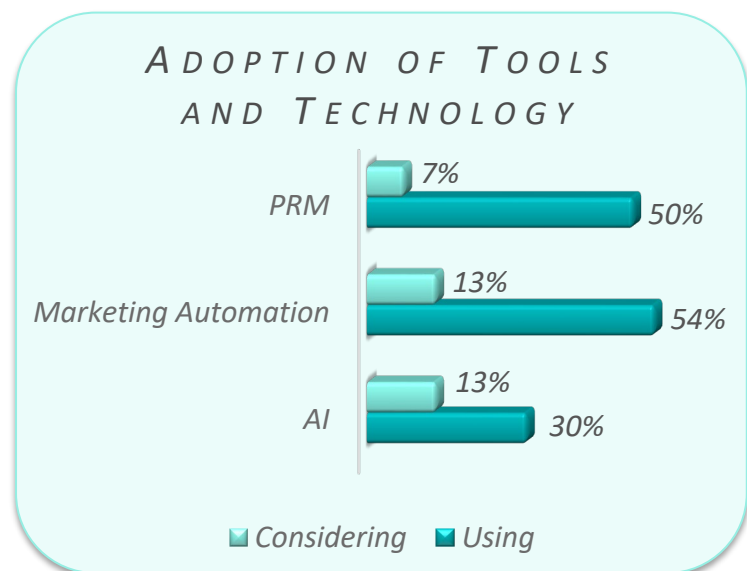 ADOPTION OF TOOLS
AND TECHNOLOGY
7%
PRM
50%
13%
Marketing Automation
54%
13%
AI
30%
Considering Using